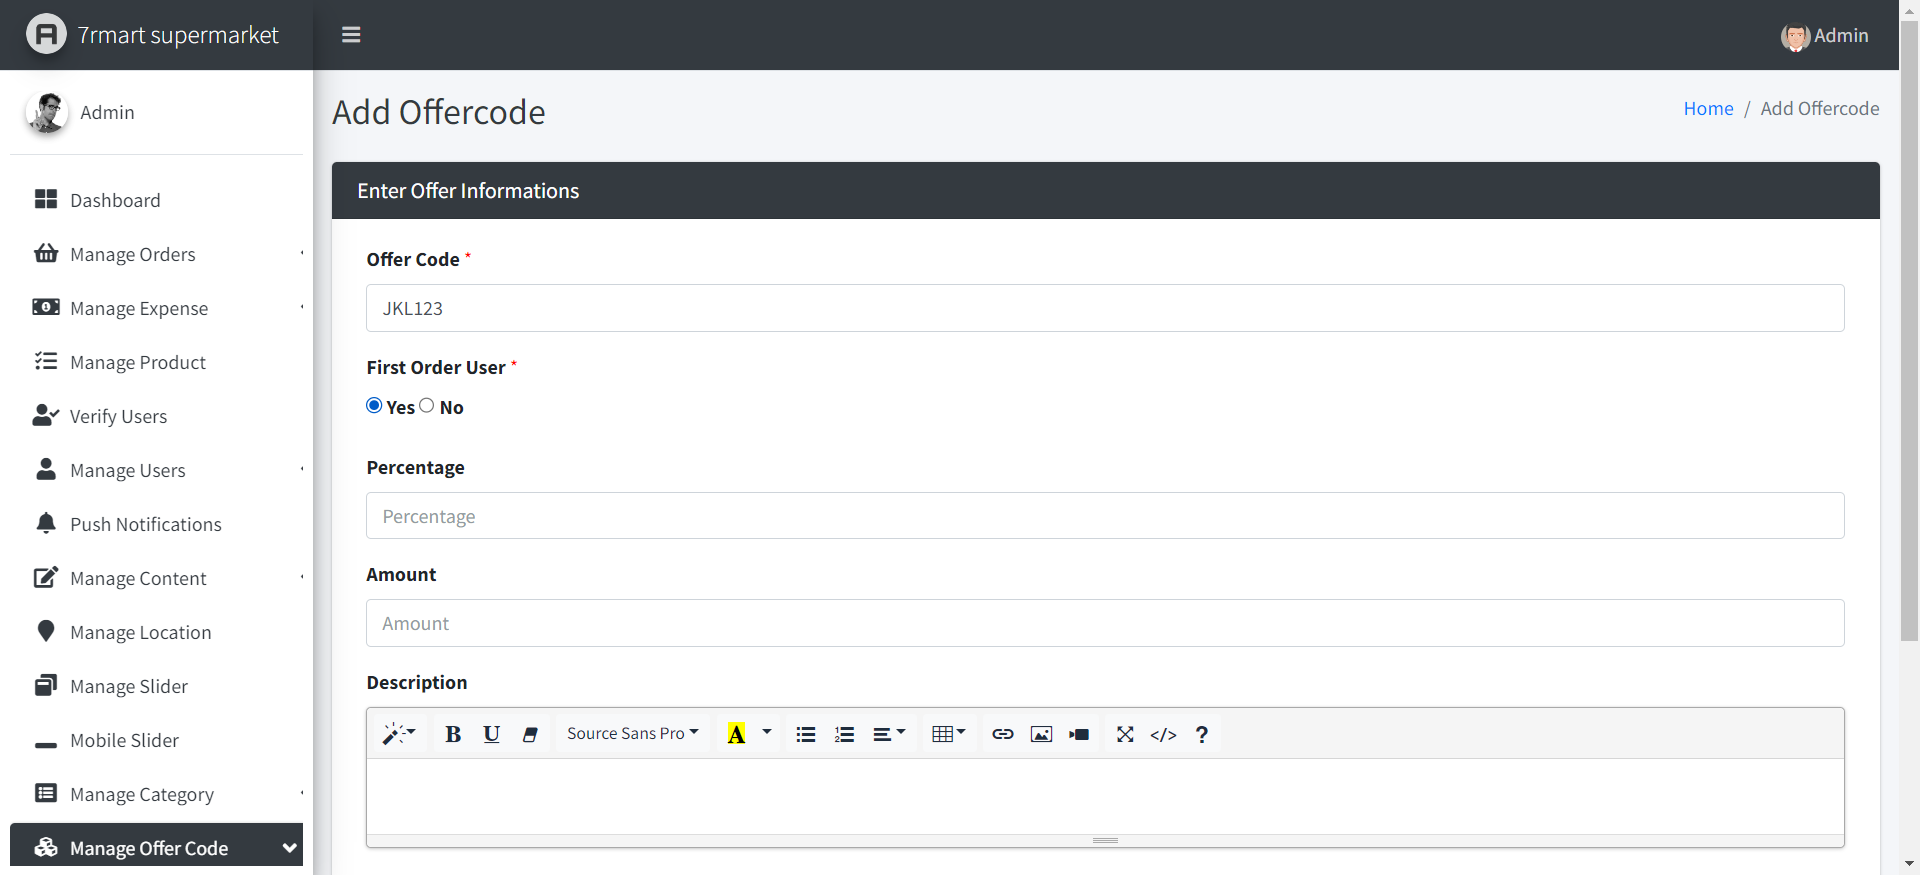 7rmart supermarket
Admin
Admin
Dashboard
Manage Orders
Manage Expense
Manage Product
Verify Users
Manage Users
Push Notifications
Manage Content
Manage Location
Manage Slider
Mobile Slider
Manage Category
Manage Offer Code
Add Offercode
Home / Add Offercode
Enter Offer Informations
Offer Code *
JKL123
First Order User *
Yes No
Percentage
Percentage
Amount
Amount
Description
B U Source Sans Pro A </> ?